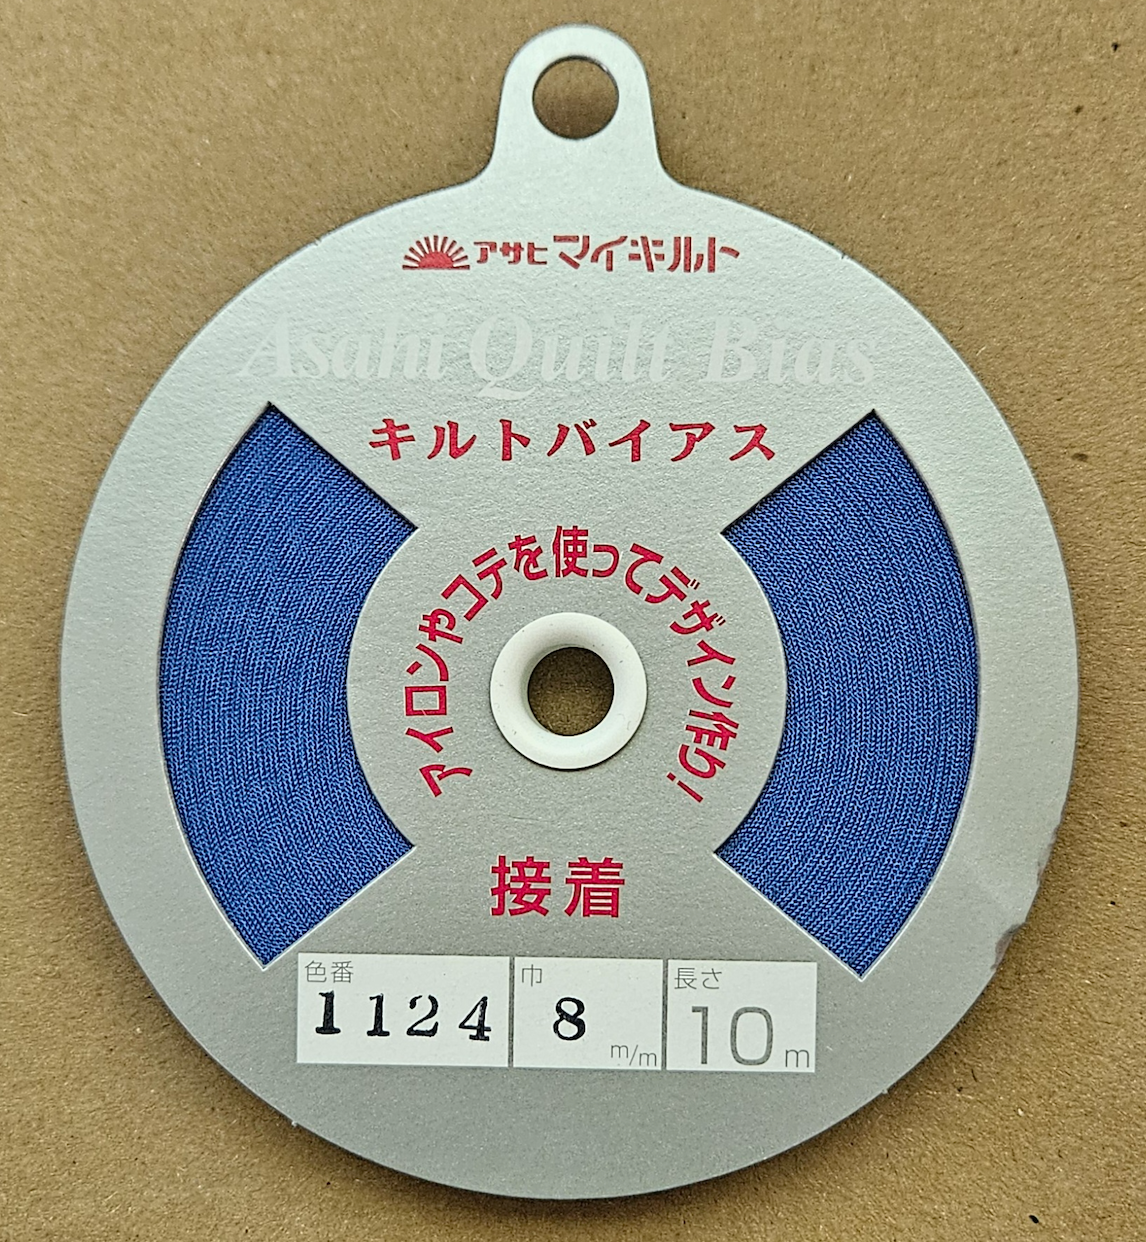 アサヒマイキルト
Asahi Quilt Bias
キルトバイアス
アイロンやコテを使ってデザイン作り!
接着
色番 1124
巾 8 m/m
長さ 10 m